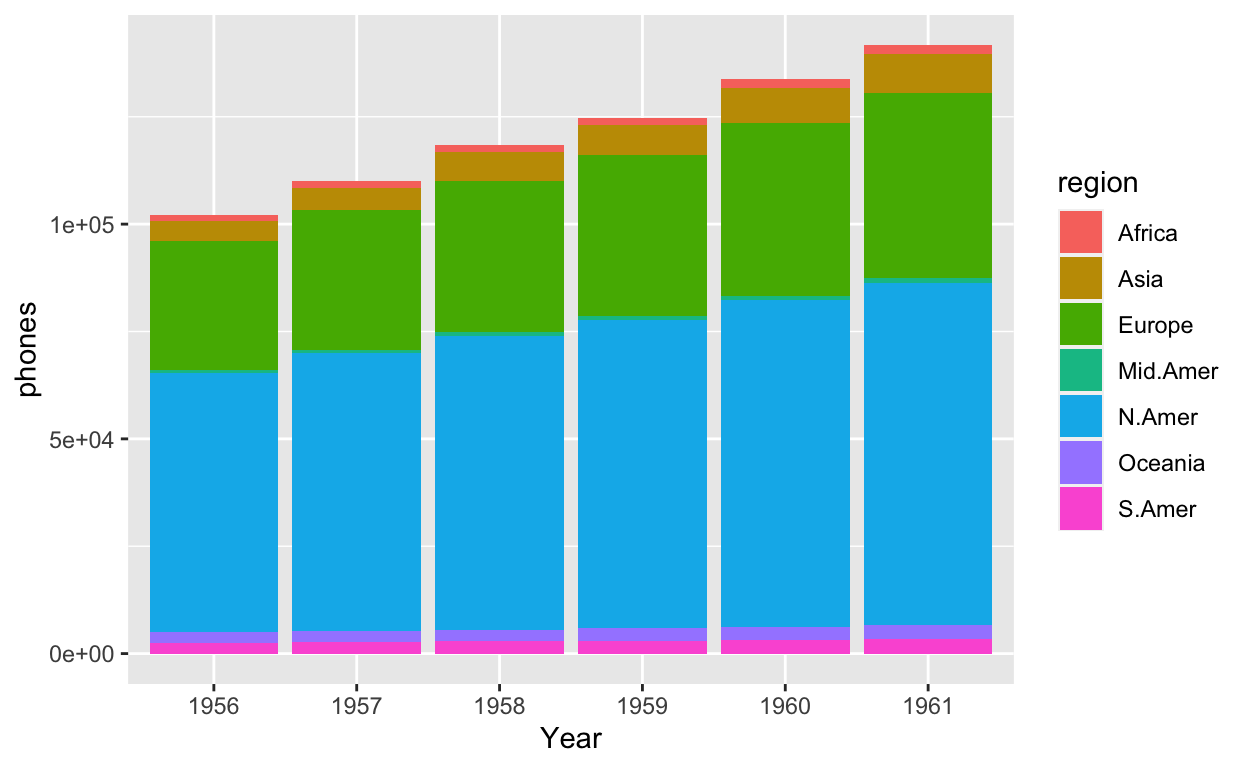 phones
1e+05
5e+04
0e+00
1956 1957 1958 1959 1960 1961
Year
region
Africa
Asia
Europe
Mid.Amer
N.Amer
Oceania
S.Amer